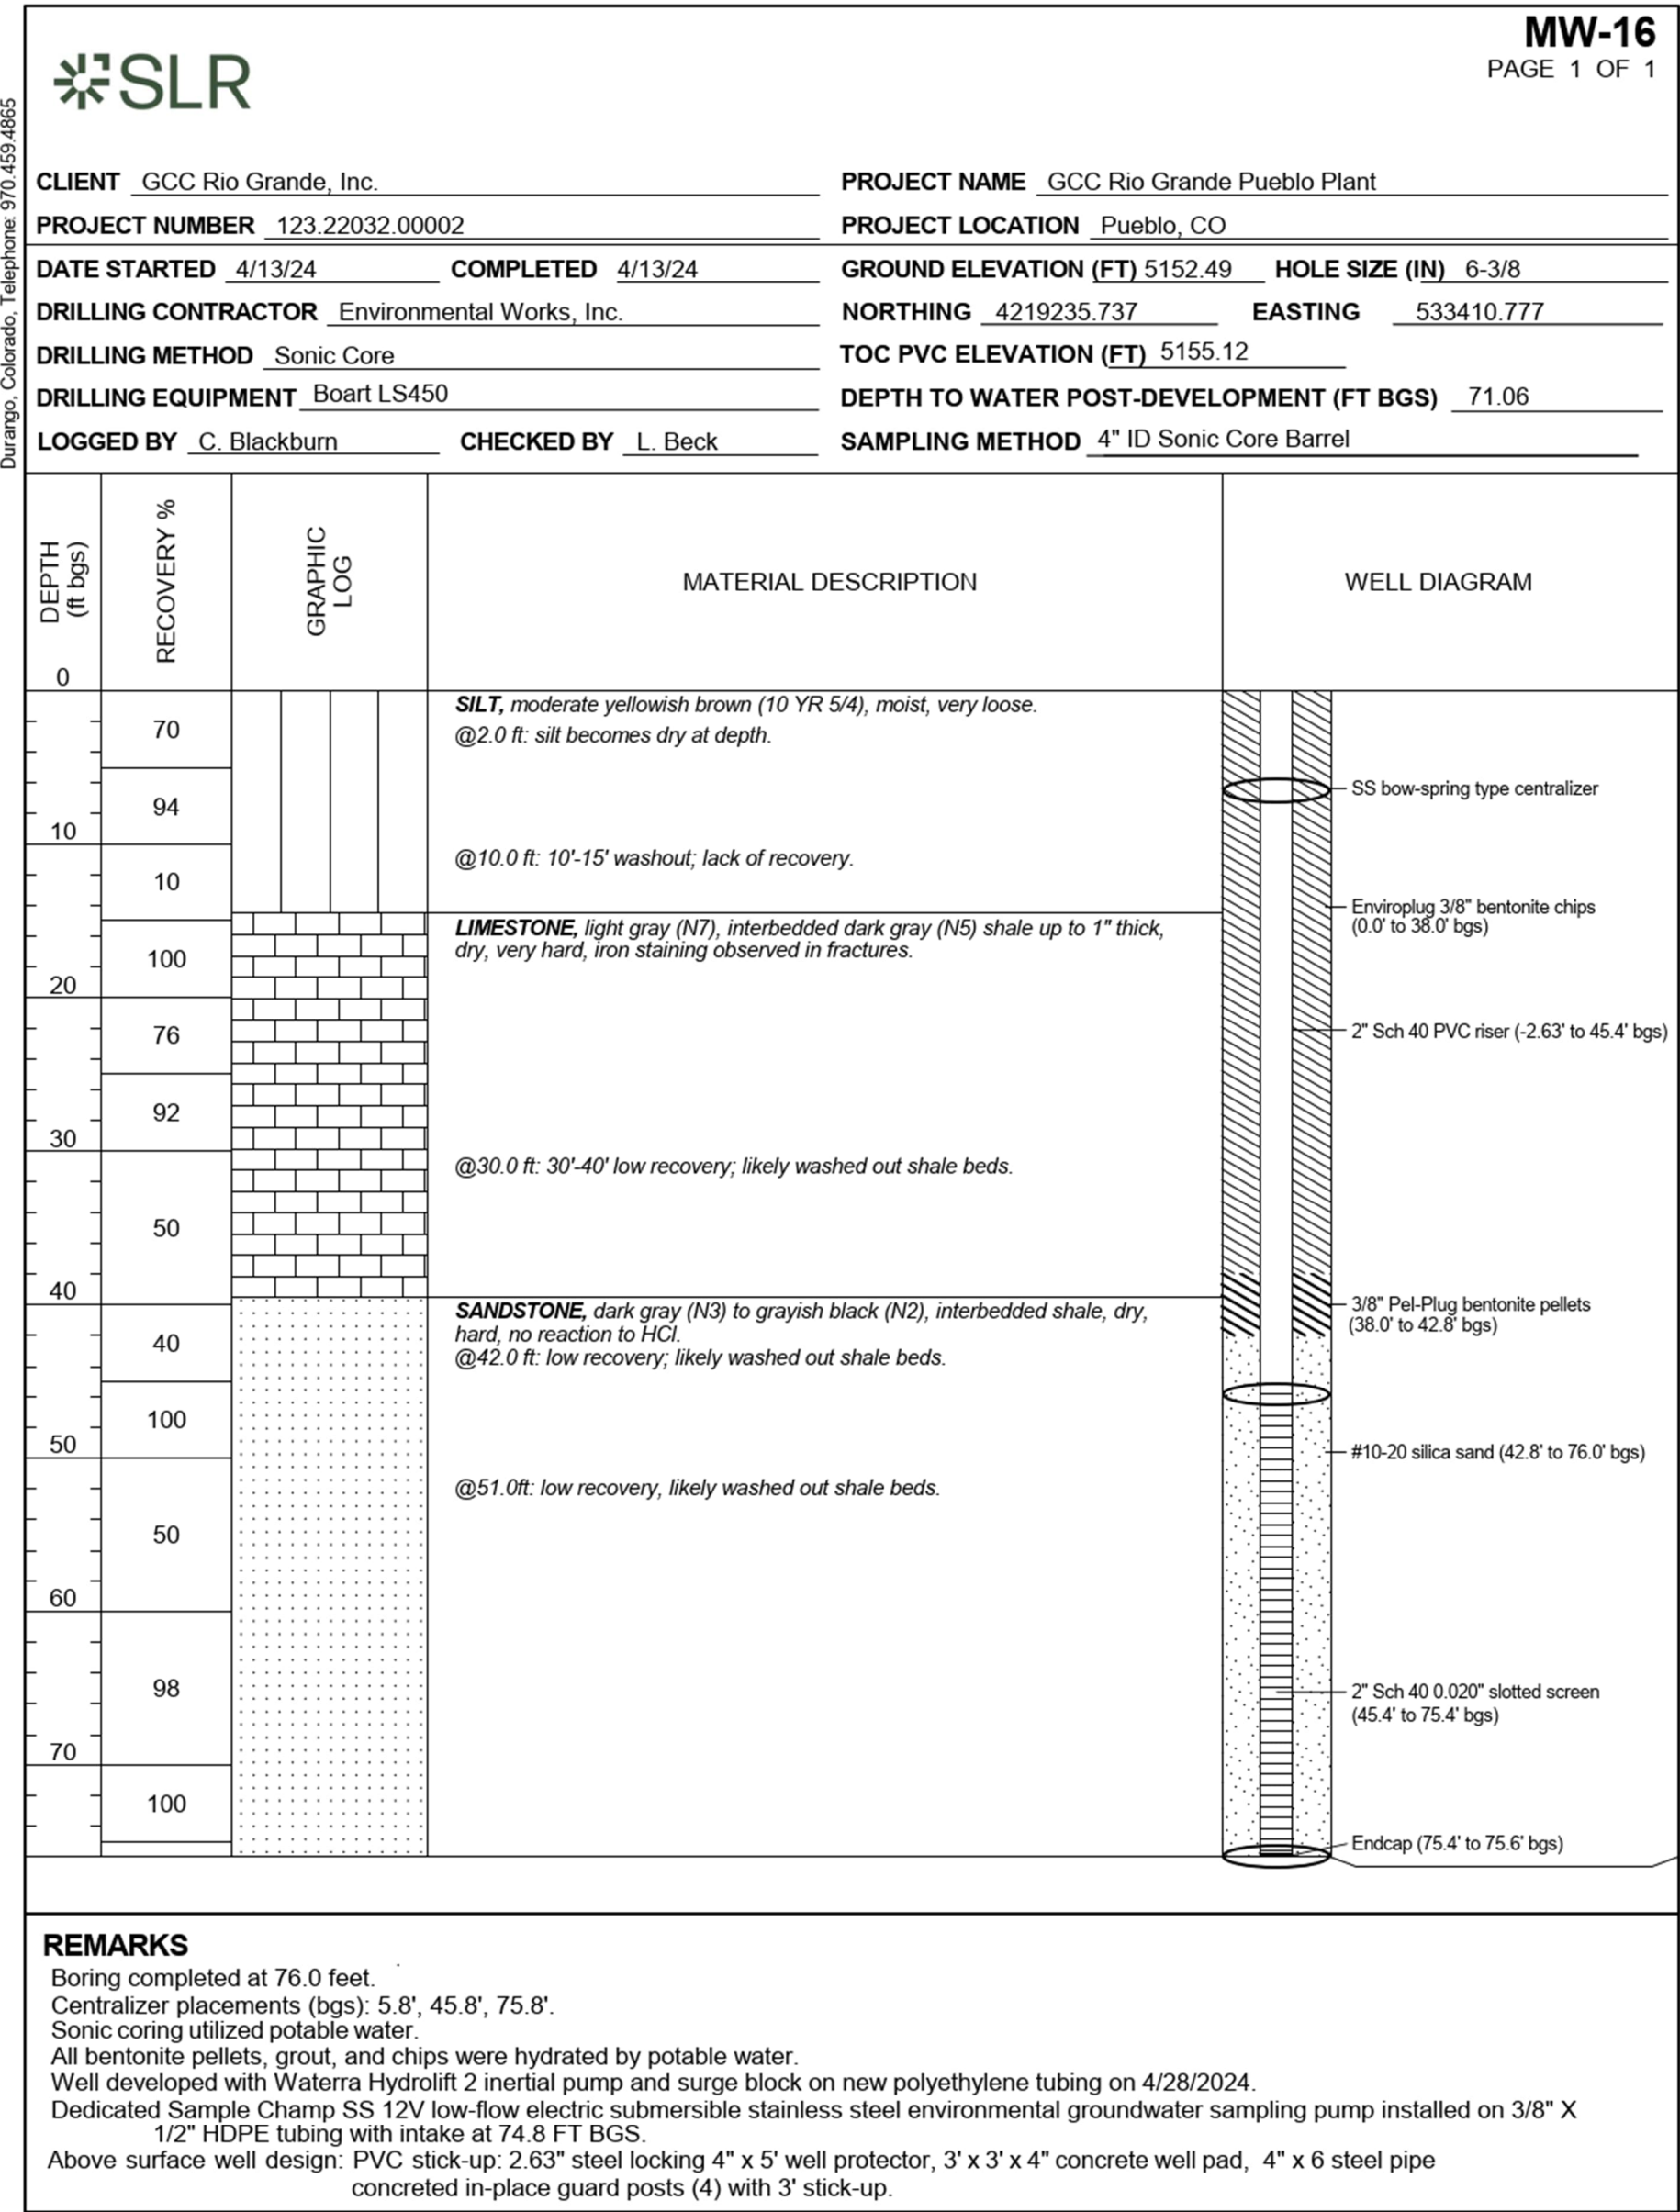 MW-16
PAGE 1 OF 1
SLR
Durango, Colorado, Telephone: 970.459.4865
CLIENT GCC Rio Grande, Inc.
PROJECT NAME GCC Rio Grande Pueblo Plant
PROJECT NUMBER 123.22032.00002
PROJECT LOCATION Pueblo, CO
DATE STARTED 4/13/24 COMPLETED 4/13/24
GROUND ELEVATION (FT) 5152.49 HOLE SIZE (IN) 6-3/8
DRILLING CONTRACTOR Environmental Works, Inc.
NORTHING 4219235.737 EASTING 533410.777
DRILLING METHOD Sonic Core
TOC PVC ELEVATION (FT) 5155.12
DRILLING EQUIPMENT Boart LS450
DEPTH TO WATER POST-DEVELOPMENT (FT BGS) 71.06
LOGGED BY C. Blackburn CHECKED BY L. Beck
SAMPLING METHOD 4" ID Sonic Core Barrel
DEPTH
(ft bgs)
RECOVERY %
GRAPHIC
LOG
MATERIAL DESCRIPTION
WELL DIAGRAM
0
SILT, moderate yellowish brown (10 YR 5/4), moist, very loose.
70
@2.0 ft: silt becomes dry at depth.
SS bow-spring type centralizer
94
10
@10.0 ft: 10'-15' washout; lack of recovery.
10
Enviroplug 3/8" bentonite chips
(0.0' to 38.0' bgs)
LIMESTONE, light gray (N7), interbedded dark gray (N5) shale up to 1" thick,
dry, very hard, iron staining observed in fractures.
100
20
76
2" Sch 40 PVC riser (-2.63' to 45.4' bgs)
92
30
@30.0 ft: 30'-40' low recovery; likely washed out shale beds.
50
40
3/8" Pel-Plug bentonite pellets
(38.0' to 42.8' bgs)
SANDSTONE, dark gray (N3) to grayish black (N2), interbedded shale, dry,
hard, no reaction to HCl.
40
@42.0 ft: low recovery; likely washed out shale beds.
100
50
#10-20 silica sand (42.8' to 76.0' bgs)
@51.0ft: low recovery, likely washed out shale beds.
50
60
98
2" Sch 40 0.020" slotted screen
(45.4' to 75.4' bgs)
70
100
Endcap (75.4' to 75.6' bgs)
REMARKS
Boring completed at 76.0 feet.
Centralizer placements (bgs): 5.8', 45.8', 75.8'.
Sonic coring utilized potable water.
All bentonite pellets, grout, and chips were hydrated by potable water.
Well developed with Waterra Hydrolift 2 inertial pump and surge block on new polyethylene tubing on 4/28/2024.
Dedicated Sample Champ SS 12V low-flow electric submersible stainless steel environmental groundwater sampling pump installed on 3/8" X
1/2" HDPE tubing with intake at 74.8 FT BGS.
Above surface well design: PVC stick-up: 2.63" steel locking 4" x 5' well protector, 3' x 3' x 4" concrete well pad, 4" x 6 steel pipe
concreted in-place guard posts (4) with 3' stick-up.